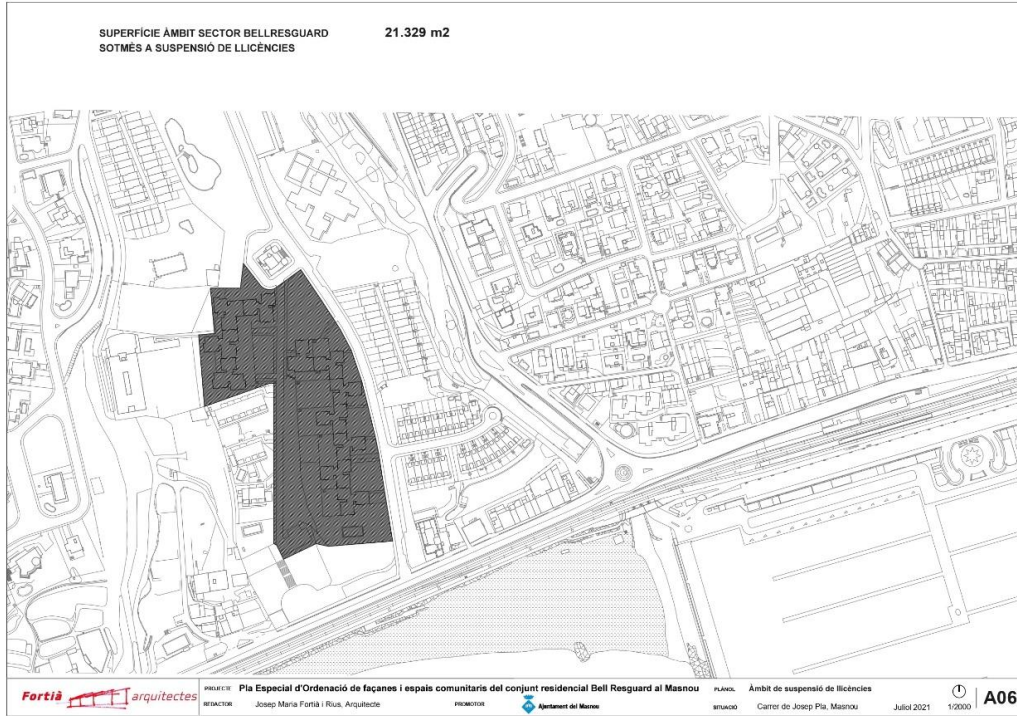 SUPERFÍCIE ÀMBIT SECTOR BELLRESGUARD 21.329 m2
SOTMÈS A SUSPENSIÓ DE LLICÈNCIES
Fortià arquitectes
PROJECTE Pla Especial d'Ordenació de façanes i espais comunitaris del conjunt residencial Bell Resguard al Masnou PLÀNOL Àmbit de suspensió de llicències
REDACTOR Josep Maria Fortià i Rius, Arquitecte PROMOTOR Ajuntament del Masnou SITUACIÓ Carrer de Josep Pla, Masnou Juliol 2021 1/2000 A06